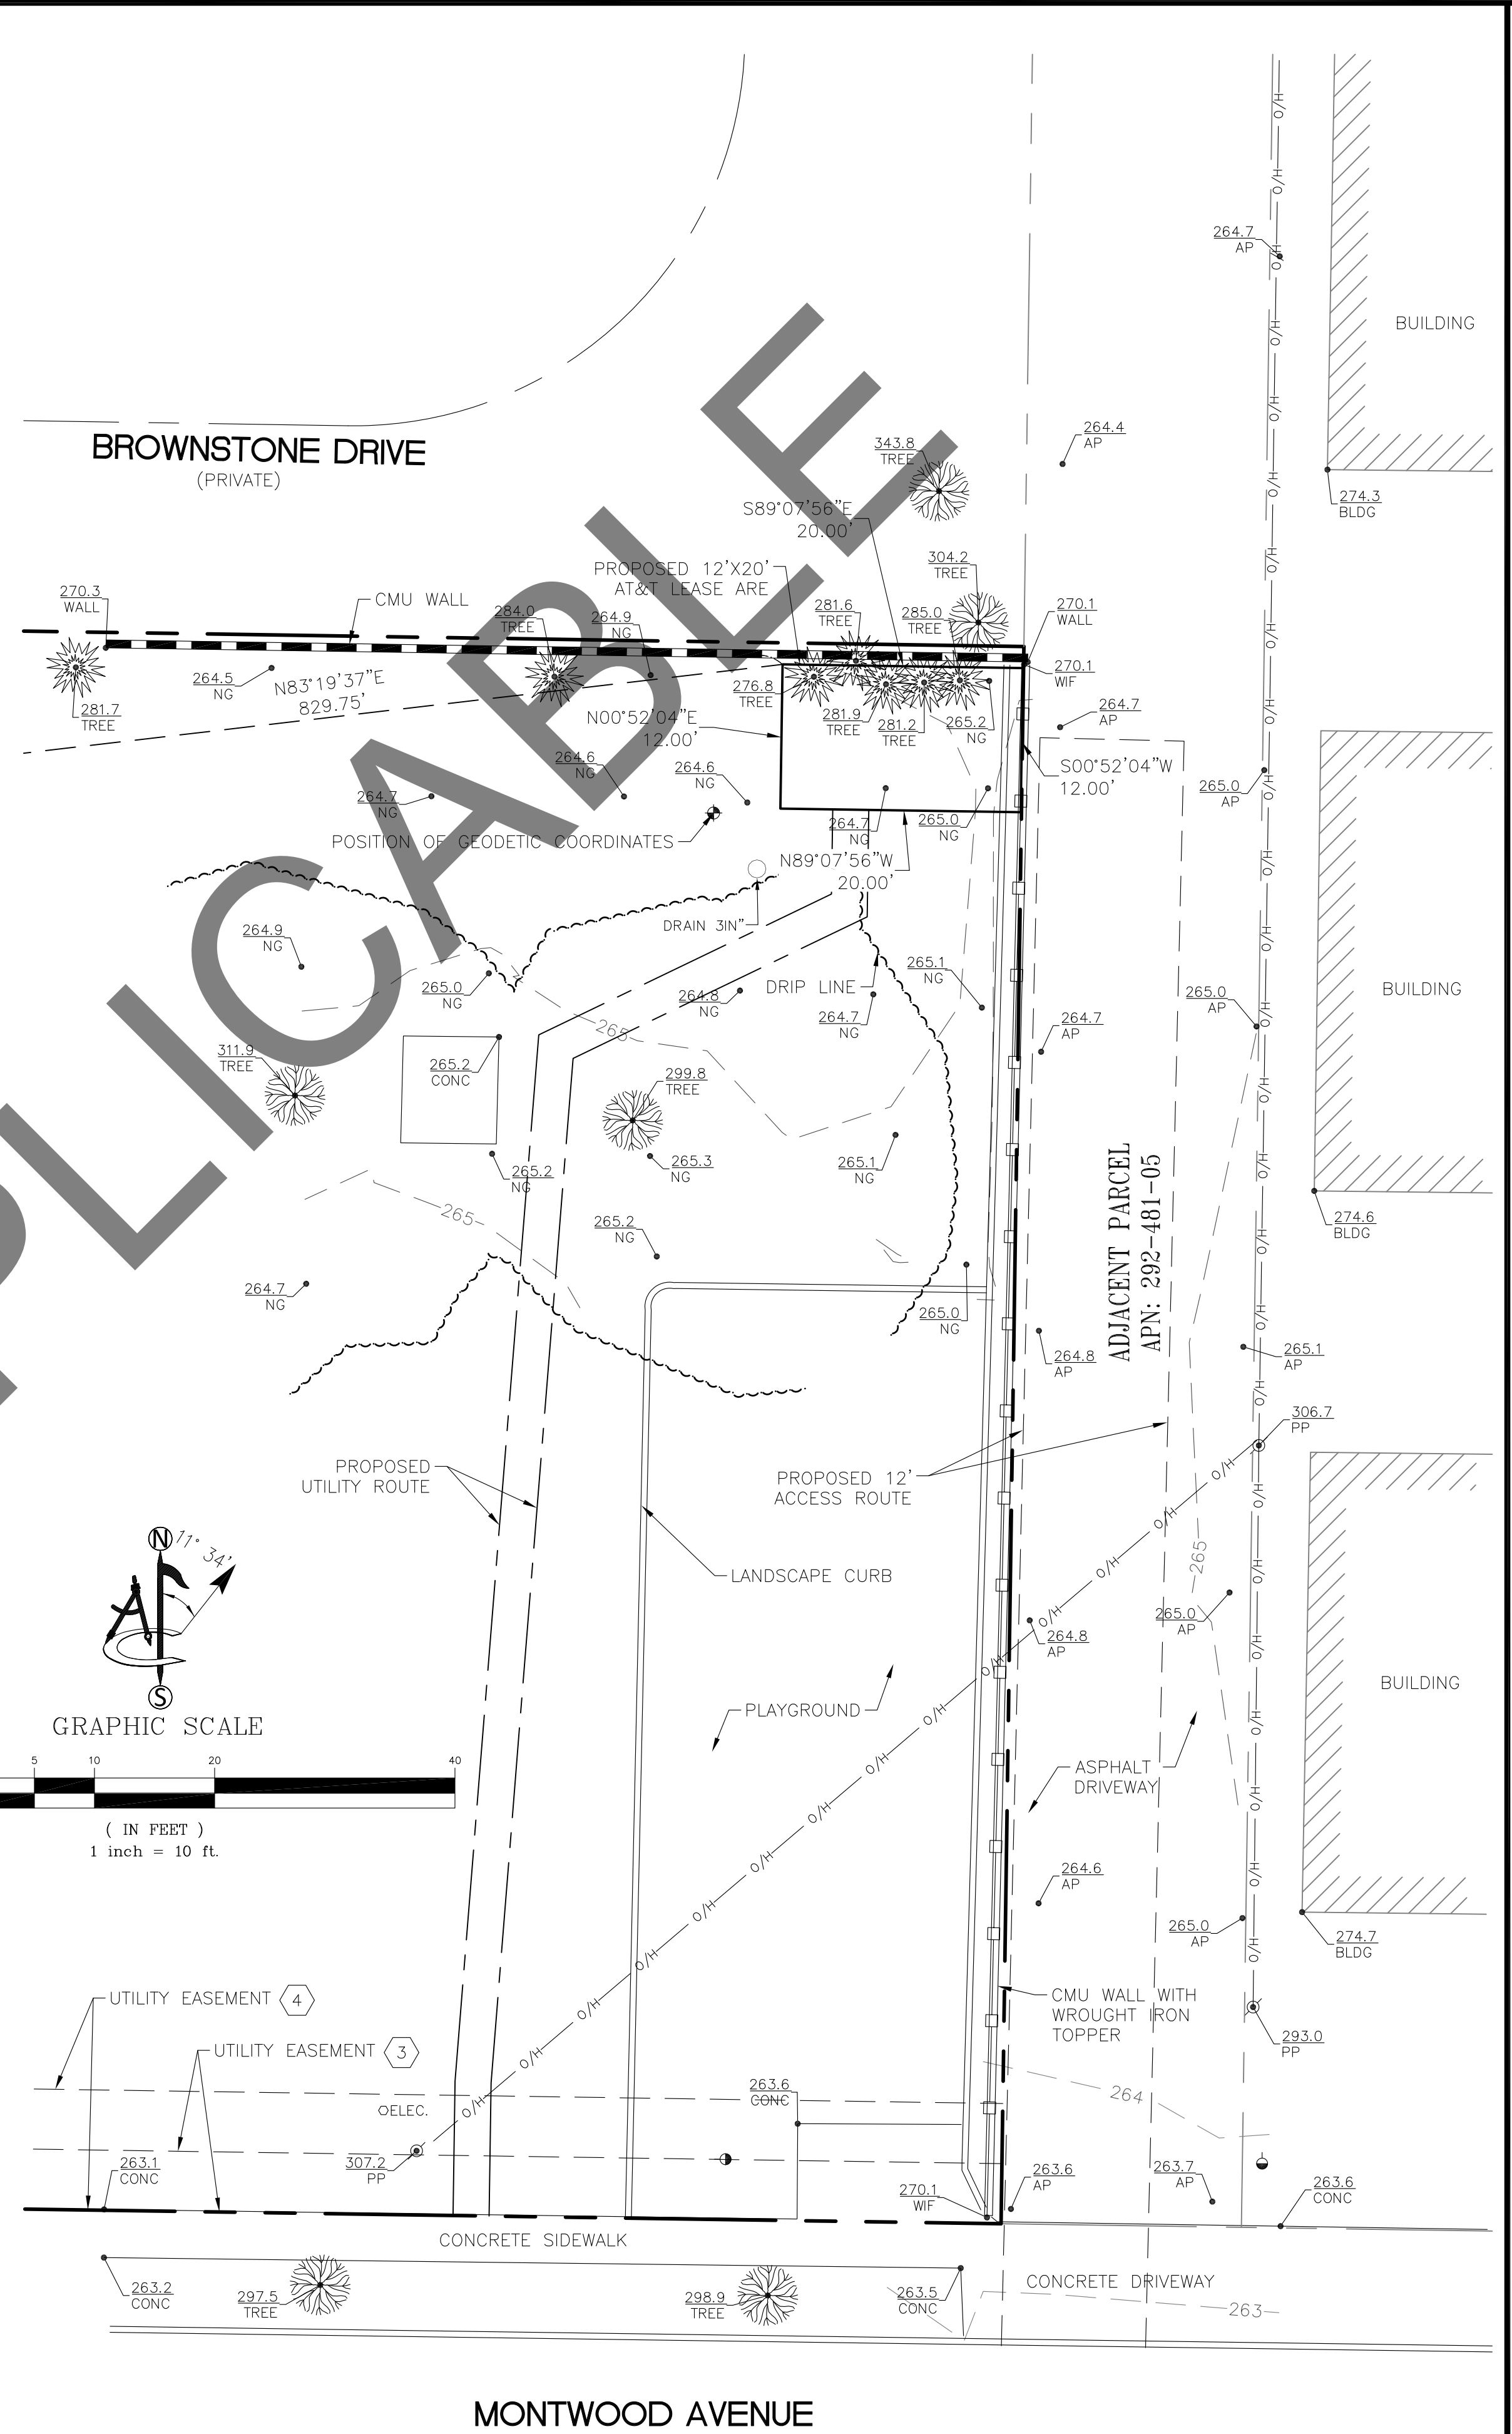 264.7
AP
BUILDING
BROWNSTONE DRIVE
(PRIVATE)
343.8
TREE
264.4
AP
274.3
BLDG
S89°07'56"E
20.00'
PROPOSED 12'X20'
AT&T LEASE ARE
304.2
TREE
270.3
WALL
CMU WALL
284.0
TREE
264.9
NG
281.6
TREE
285.0
TREE
270.1
WALL
270.1
WIF
264.5
NG
N83°19'37"E
829.75'
281.7
TREE
276.8
TREE
281.9
TREE
281.2
TREE
265.2
NG
264.7
AP
N00°52'04"E
12.00'
S00°52'04"W
12.00'
264.6
NG
264.6
NG
264.7
NG
265.0
AP
POSITION OF GEODETIC COORDINATES
264.7
NG
265.0
NG
N89°07'56"W
20.00'
DRAIN 3IN"
264.9
NG
265.0
NG
264.8
NG
DRIP LINE
264.7
NG
265.1
NG
265.0
AP
BUILDING
264.7
AP
265
311.9
TREE
265.2
CONC
299.8
TREE
265.2
NG
265.3
NG
265.1
NG
265
265.2
NG
ADJACENT PARCEL
APN: 292-481-05
274.6
BLDG
264.7
NG
265.0
NG
264.8
AP
265.1
AP
306.7
PP
PROPOSED
UTILITY ROUTE
PROPOSED 12'
ACCESS ROUTE
LANDSCAPE CURB
265
N
11° 34'
A
S
GRAPHIC SCALE
5 10 20 40
( IN FEET )
1 inch = 10 ft.
265.0
AP
264.8
AP
PLAYGROUND
BUILDING
ASPHALT
DRIVEWAY
264.6
AP
265.0
AP
274.7
BLDG
UTILITY EASEMENT 4
UTILITY EASEMENT 3
CMU WALL WITH
WROUGHT IRON
TOPPER
293.0
PP
264
263.6
CONC
ELEC.
263.1
CONC
307.2
PP
270.1
WIF
263.6
AP
263.7
AP
263.6
CONC
CONCRETE SIDEWALK
263.2
CONC
297.5
TREE
298.9
TREE
263.5
CONC
CONCRETE DRIVEWAY
263
MONTWOOD AVENUE
O/H
O/H
O/H
O/H
O/H
O/H
O/H
O/H
O/H
O/H
O/H
O/H
O/H
PLICABLE